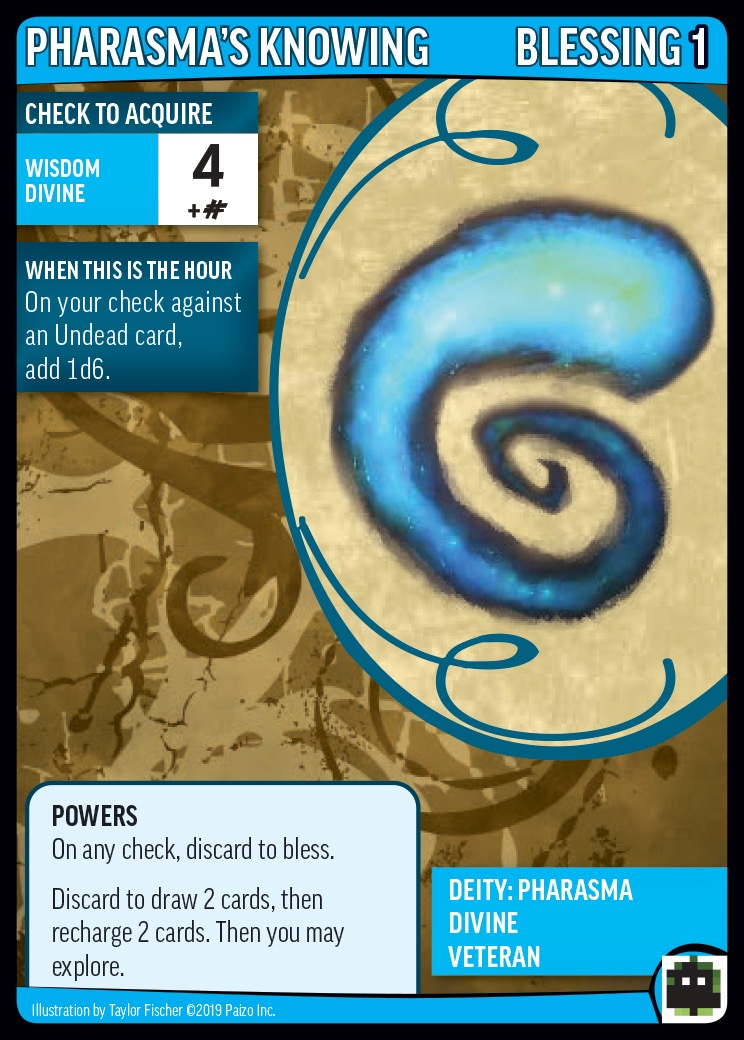 PHARASMA'S KNOWING BLESSING 1
CHECK TO ACQUIRE
WISDOM
DIVINE
4
+#
WHEN THIS IS THE HOUR
On your check against
an Undead card,
add 1d6.
POWERS
On any check, discard to bless.
Discard to draw 2 cards, then
recharge 2 cards. Then you may
explore.
DEITY: PHARASMA
DIVINE
VETERAN
Illustration by Taylor Fischer ©2019 Paizo Inc.